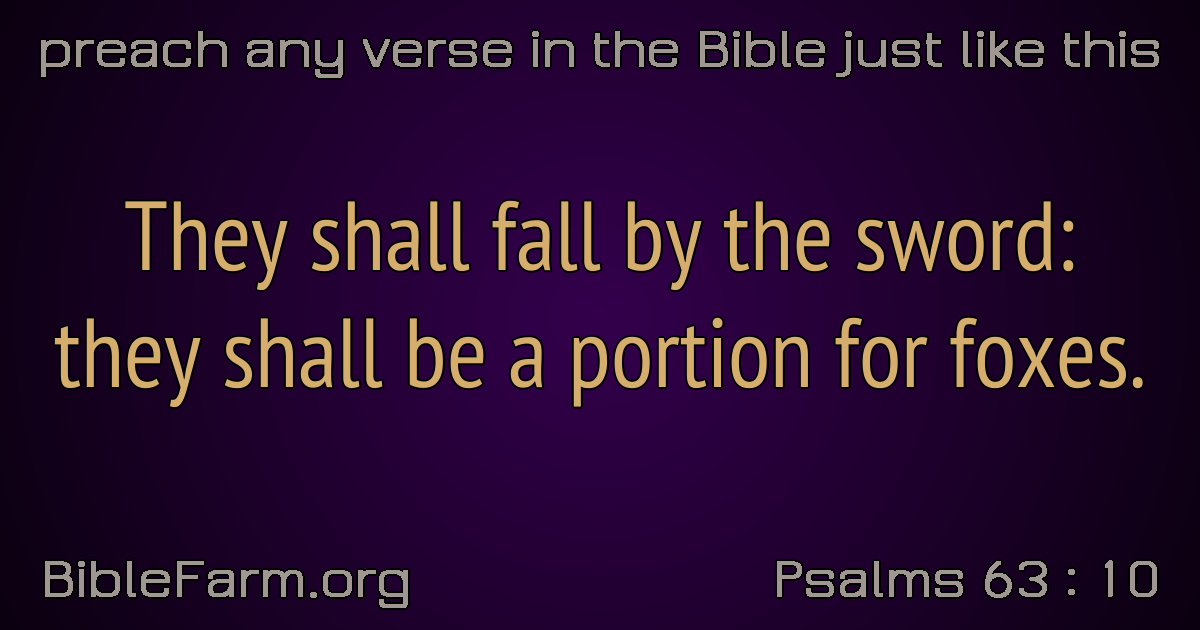 preach any verse in the Bible just like this
They shall fall by the sword:
they shall be a portion for foxes.
BibleFarm.org
Psalms 63 : 10